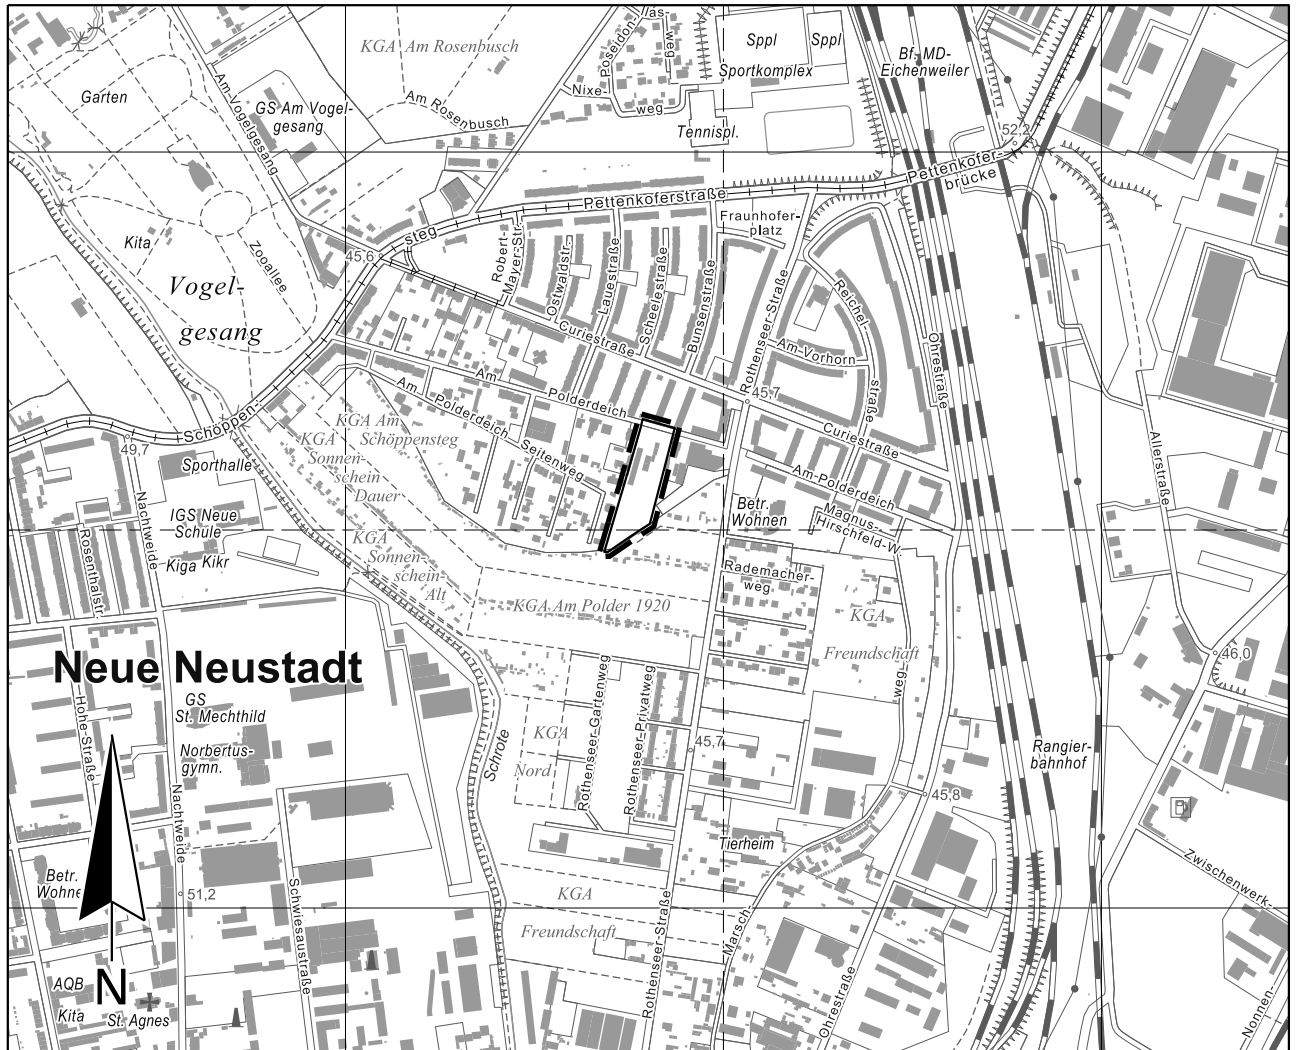 KGA Am Rosenbusch
Poseidon-
las-
weg
Sppl
Sppl
Sportkomplex
Bf. MD-
Eichenweiler
Garten
Am-Vogelgesang
GS Am Vogel-
gesang
Am Rosenbusch
Nixe-
weg
Tennispl.
52,2
Pettenkofer-
brücke
Pettenkoferstraße
Fraunhofer-
platz
steg
45,6
Kita
Zooallee
Vogel-
gesang
Robert-
Mayer-Str.
Ostwaldstr.
Lauestraße
Scheelestraße
Bunsenstraße
Rothenseer-Straße
Reichel-
straße
Am-Vorhorn
Ohrestraße
Curiestraße
45,7
Am
Polderdeich
Am
Polderdeich
Seitenweg
Curiestraße
Am-Polderdeich
Magnus-
Hirschfeld-W.
Betr.
Wohnen
Allerstraße
KGA Am
Schöppensteg
KGA
Sonnen-
schein
Dauer
Schöppen-
49,7
Sporthalle
Nachtweide
IGS Neue
Schule
Kiga
Kikr
Rosenthalstr.
KGA
Sonnen-
schein-
Alt
KGA Am Polder 1920
Rademacher-
weg
KGA
Freundschaft
weg
46,0
Neue Neustadt
GS
St. Mechthild
Hohe-Straße
Norbertus-
gymn.
Schrote
KGA
Nord
Rothenseer-Gartenweg
Rothenseer-Privatweg
45,7
Rangier-
bahnhof
45,8
Nachtweide
Tierheim
Betr.
Wohne
51,2
Schwiesaustraße
KGA
Freundschaft
Rothenseer-Straße
Marsch-
Ohrestraße
Zwischenwerk-
Nonnen-
N
AQB
Kita
St. Agnes